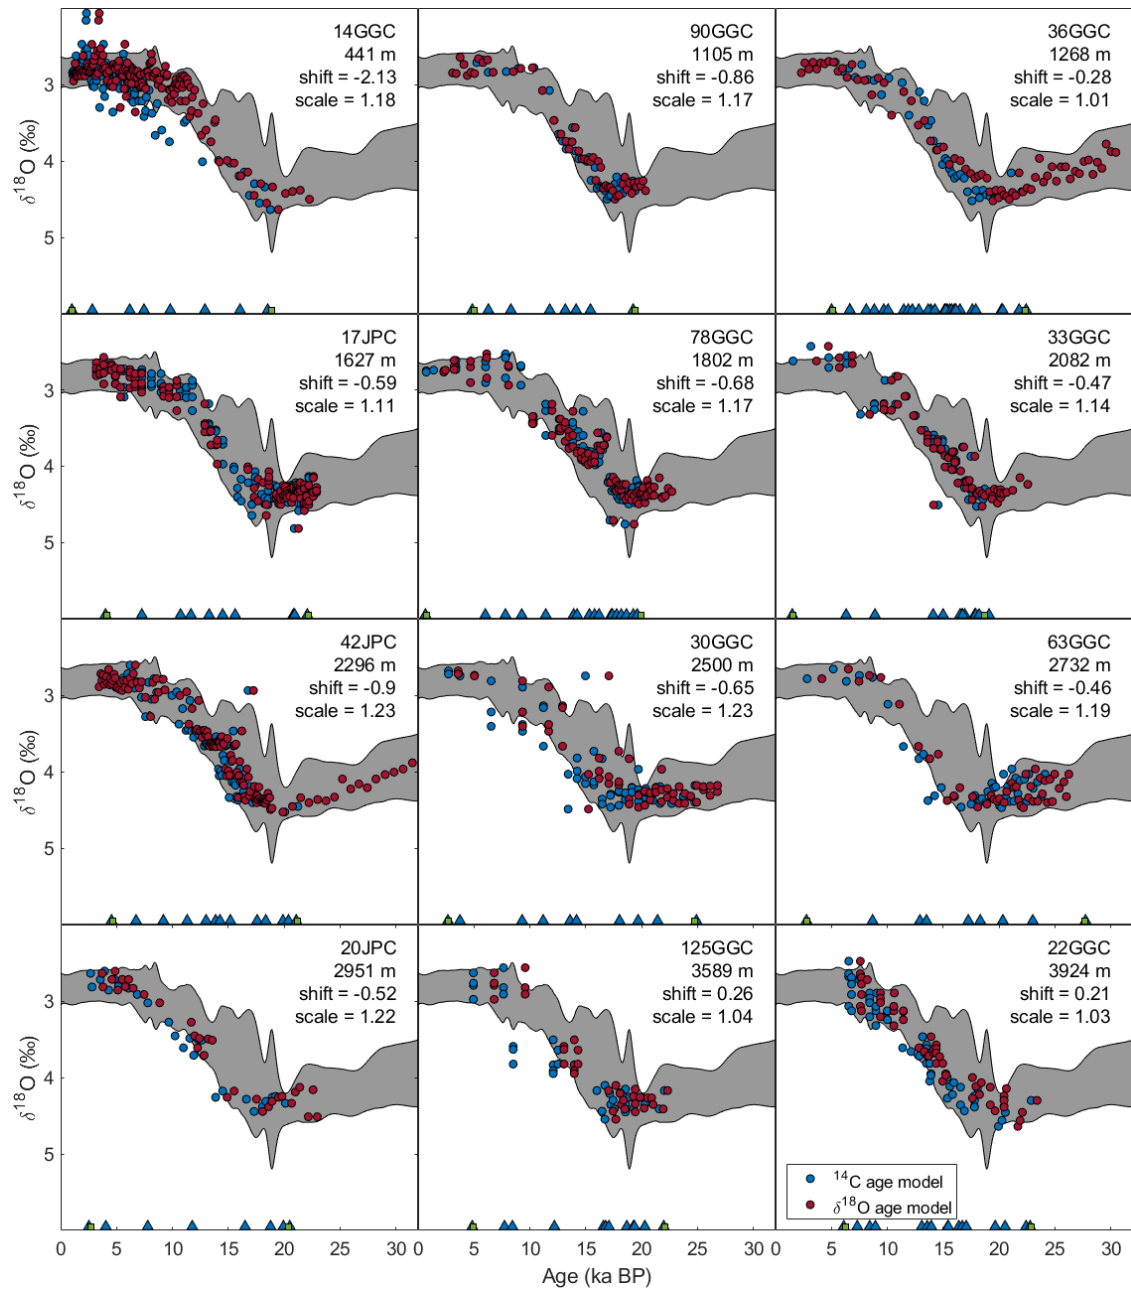 14GGC
441 m
shift = -2.13
scale = 1.18
90GGC
1105 m
shift = -0.86
scale = 1.17
36GGC
1268 m
shift = -0.28
scale = 1.01
3
4
5
δ¹⁸O (‰)
17JPC
1627 m
shift = -0.59
scale = 1.11
78GGC
1802 m
shift = -0.68
scale = 1.17
33GGC
2082 m
shift = -0.47
scale = 1.14
3
4
5
δ¹⁸O (‰)
42JPC
2296 m
shift = -0.9
scale = 1.23
30GGC
2500 m
shift = -0.65
scale = 1.23
63GGC
2732 m
shift = -0.46
scale = 1.19
3
4
5
δ¹⁸O (‰)
20JPC
2951 m
shift = -0.52
scale = 1.22
125GGC
3589 m
shift = 0.26
scale = 1.04
22GGC
3924 m
shift = 0.21
scale = 1.03
3
4
5
δ¹⁸O (‰)
¹⁴C age model
δ¹⁸O age model
0 5 10 15 20 25 30 0 5 10 15 20 25 30 0 5 10 15 20 25 30
Age (ka BP)